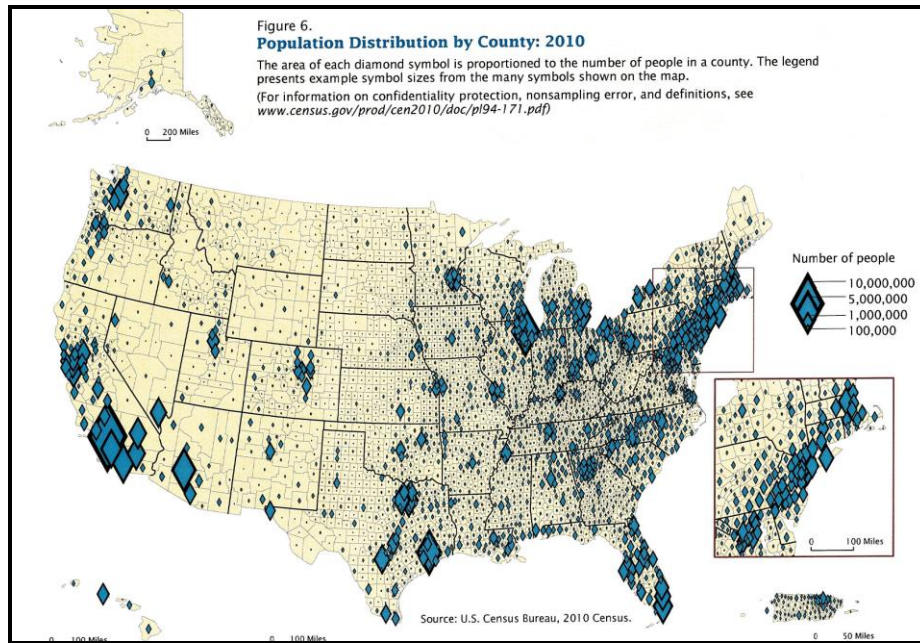 Figure 6.
Population Distribution by County: 2010
The area of each diamond symbol is proportioned to the number of people in a county. The legend
presents example symbol sizes from the many symbols shown on the map.
(For information on confidentiality protection, nonsampling error, and definitions, see
www.census.gov/prod/cen2010/doc/pl94-171.pdf)
0 200 Miles
Number of people
10,000,000
5,000,000
1,000,000
100,000
0 100 Miles
Source: U.S. Census Bureau, 2010 Census.
0 100 Miles
0 100 Miles
0 50 Miles